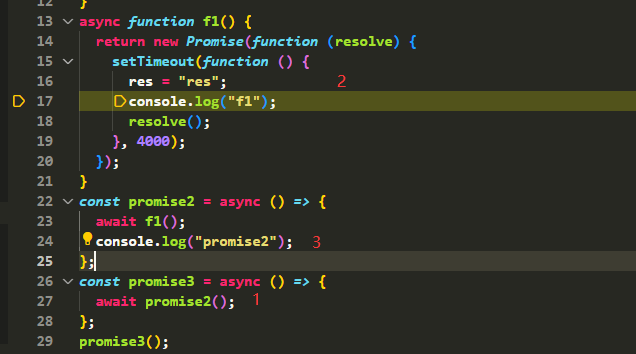 12 }
13 async function f1() {
14 return new Promise(function (resolve) {
15 setTimeout(function () {
16 res = "res"; 2
17 console.log("f1");
18 resolve();
19 }, 4000);
20 });
21 }
22 const promise2 = async () => {
23 await f1();
24 console.log("promise2"); 3
25 };
26 const promise3 = async () => {
27 await promise2(); 1
28 };
29 promise3();